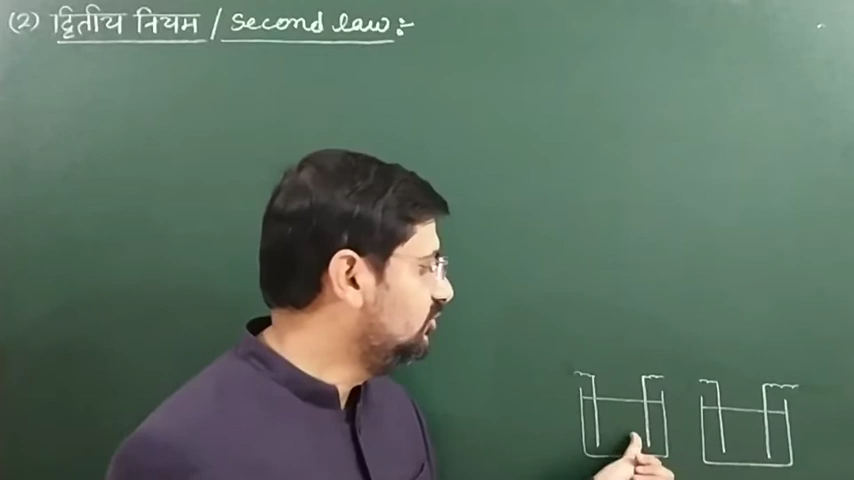 (2) द्वितीय नियम / second law :-